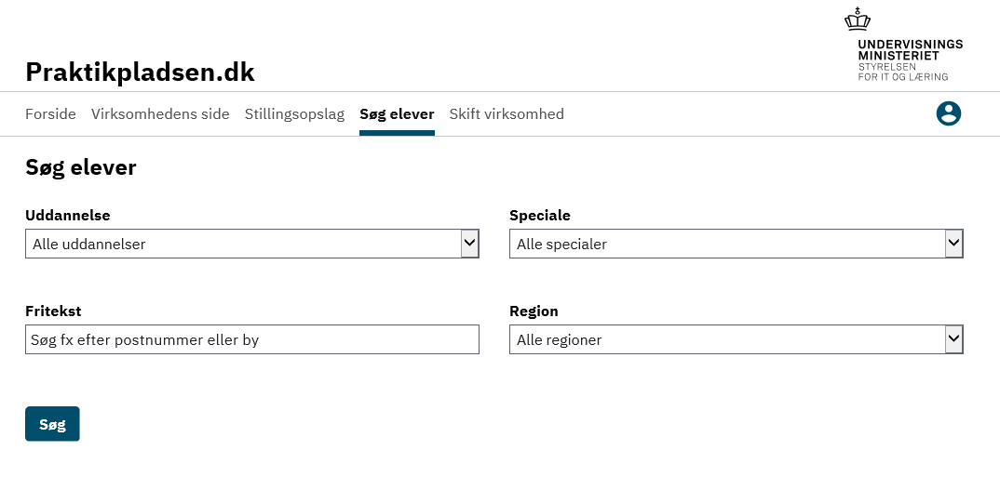 UNDERVISNINGS
MINISTERIET
STYRELSEN
FOR IT OG LÆRING
Praktikpladsen.dk
Forside Virksomhedens side Stillingsopslag Søg elever Skift virksomhed
Søg elever
Uddannelse Speciale
Alle uddannelser Alle specialer
Fritekst Region
Søg fx efter postnummer eller by Alle regioner
Søg